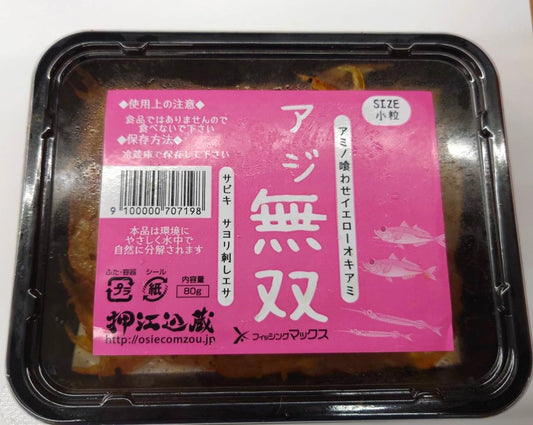 SIZE
小粒
アミノ喰わせイエローオキアミ
アジ無双
サビキ サヨリ刺しエサ
◆使用上の注意◆
食品ではありませんので
食べないで下さい
◆保存方法◆
冷蔵庫で保存して下さい
9 100000 707198
本品は環境に
やさしく水中で
自然に分解されます
ふた・容器
プラ
シール
紙
内容量
80g
押江込蔵
http://osiecomzou.jp
フィッシングマックス